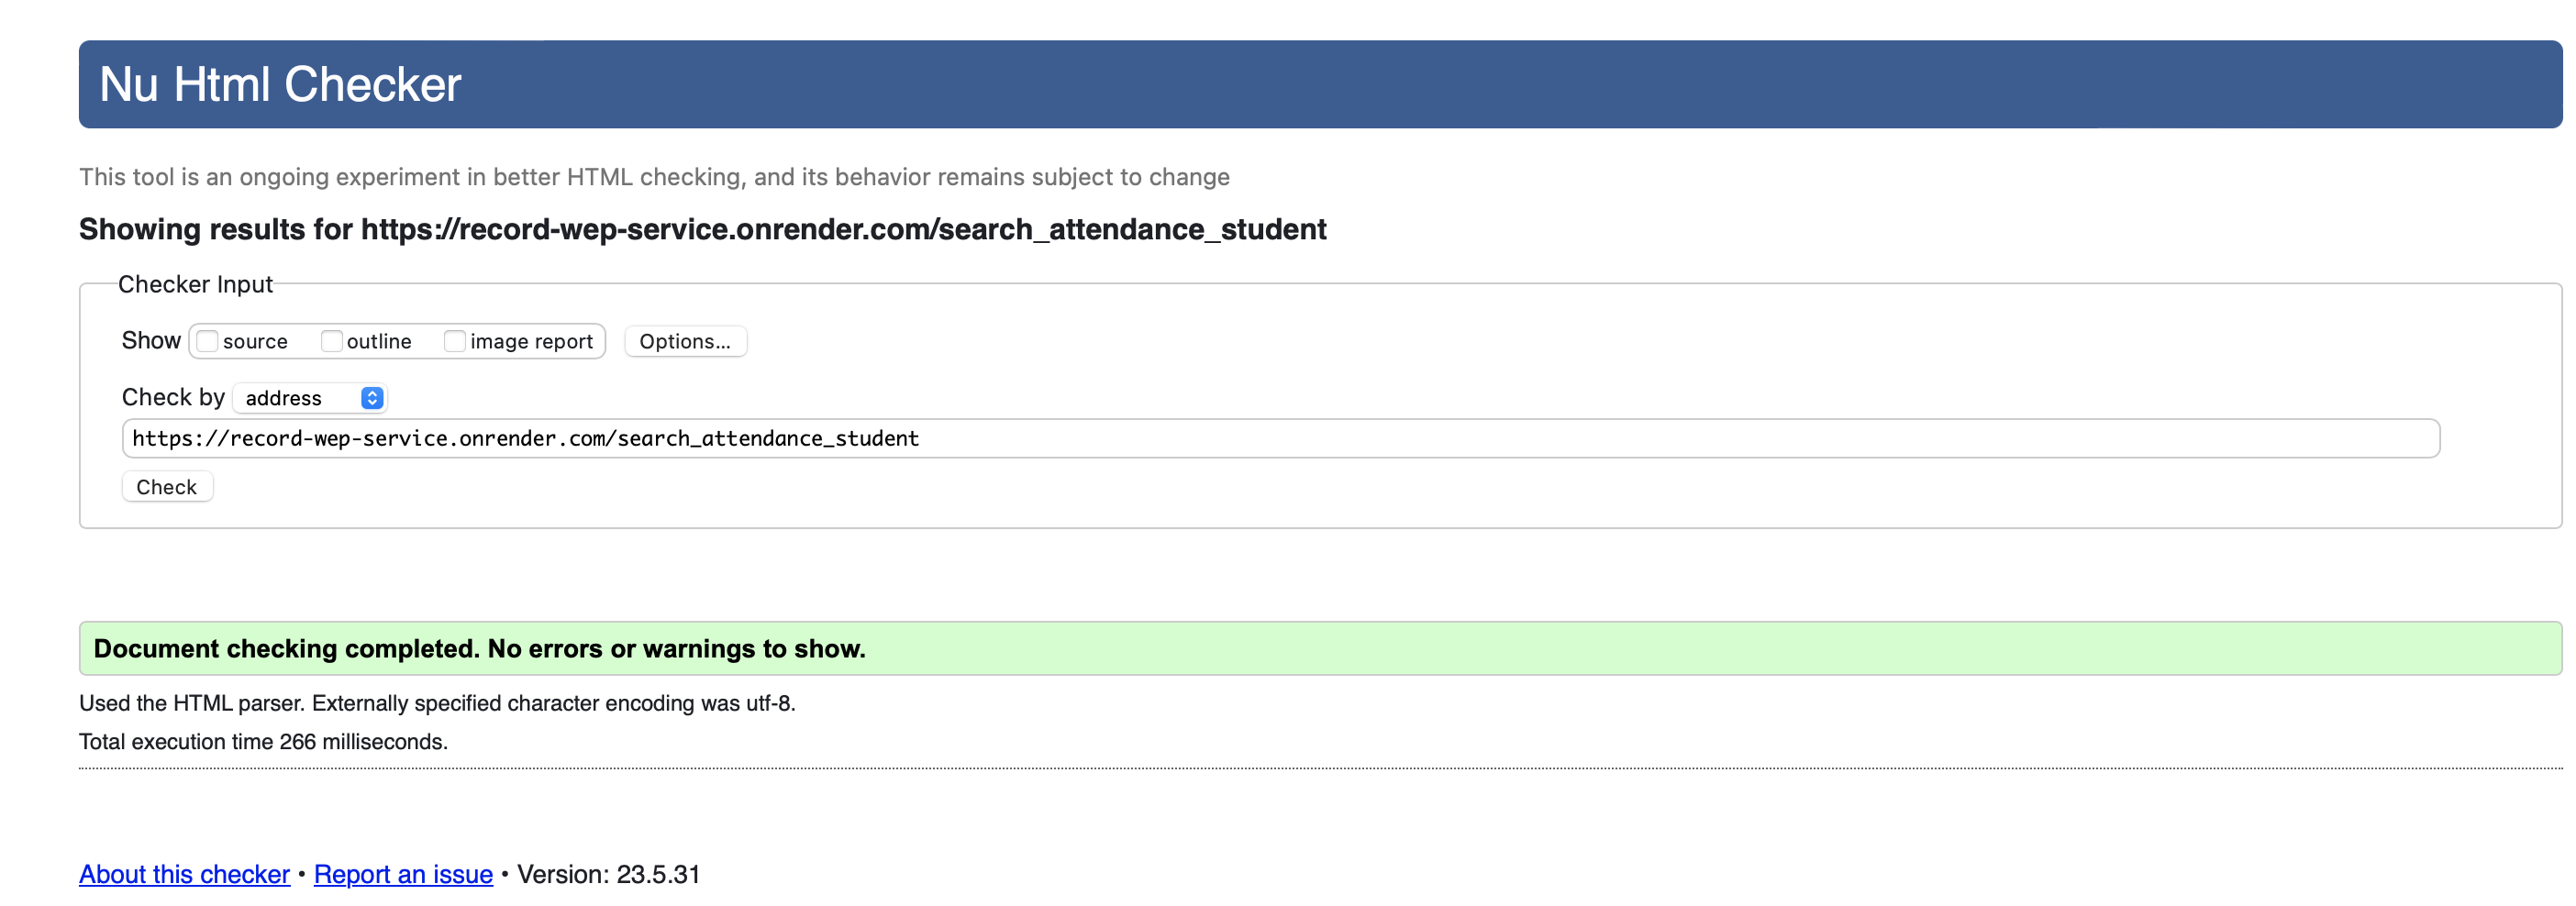 Nu Html Checker
This tool is an ongoing experiment in better HTML checking, and its behavior remains subject to change
Showing results for https://record-wep-service.onrender.com/search_attendance_student
Checker Input
Show source outline image report Options...
Check by address
https://record-wep-service.onrender.com/search_attendance_student
Check
Document checking completed. No errors or warnings to show.
Used the HTML parser. Externally specified character encoding was utf-8.
Total execution time 266 milliseconds.
About this checker • Report an issue • Version: 23.5.31